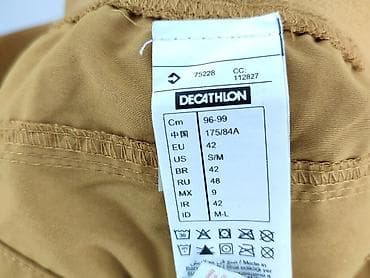 75228 CC:
112827
DECATHLON
Cm 96-99
中国 175/84A
EU 42
US S/M
BR 42
RU 48
MX 9
IR 42
ID M-L